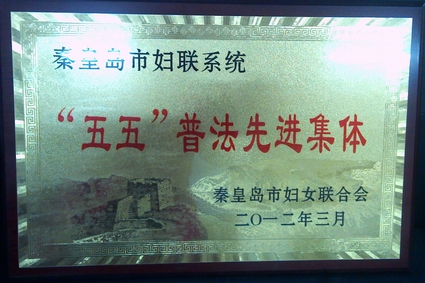 秦皇岛市妇联系统
“五五”普法先进集体
秦皇岛市妇女联合会
二〇一二年三月